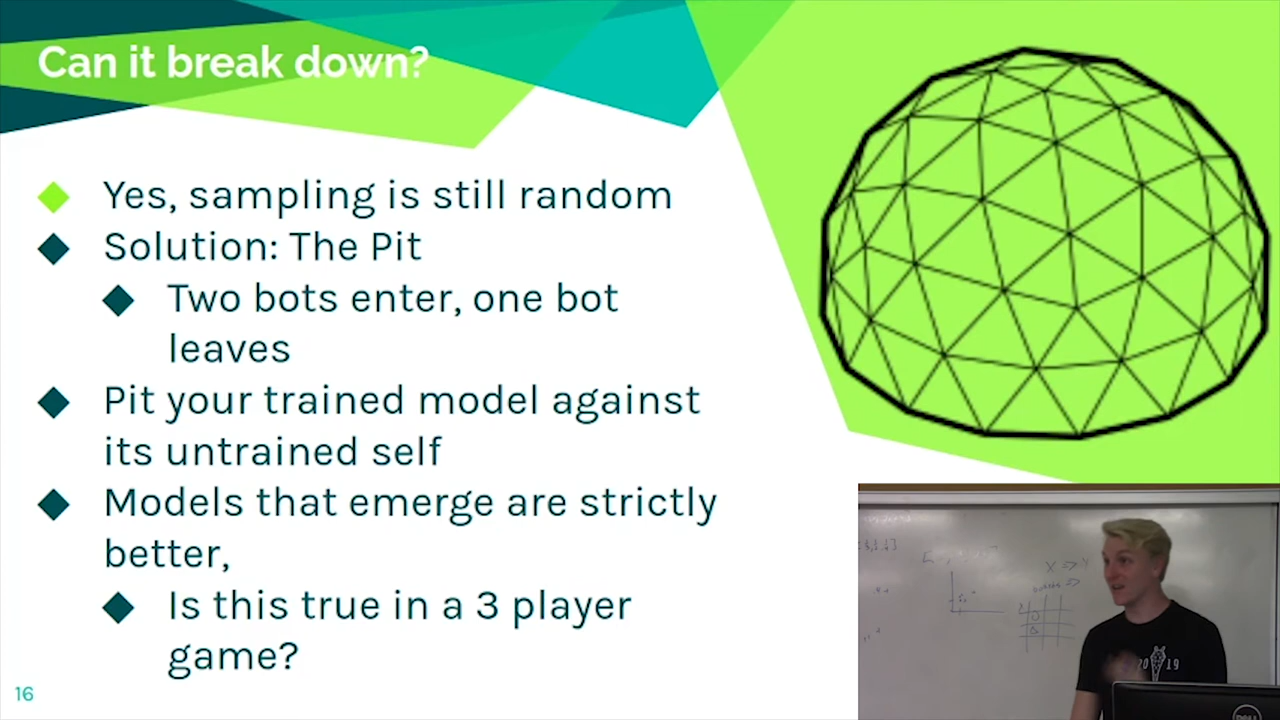 Can it break down?
Yes, sampling is still random
Solution: The Pit
Two bots enter, one bot
leaves
Pit your trained model against
its untrained self
Models that emerge are strictly
better,
Is this true in a 3 player
game?
16
X => Y
2019
DELL